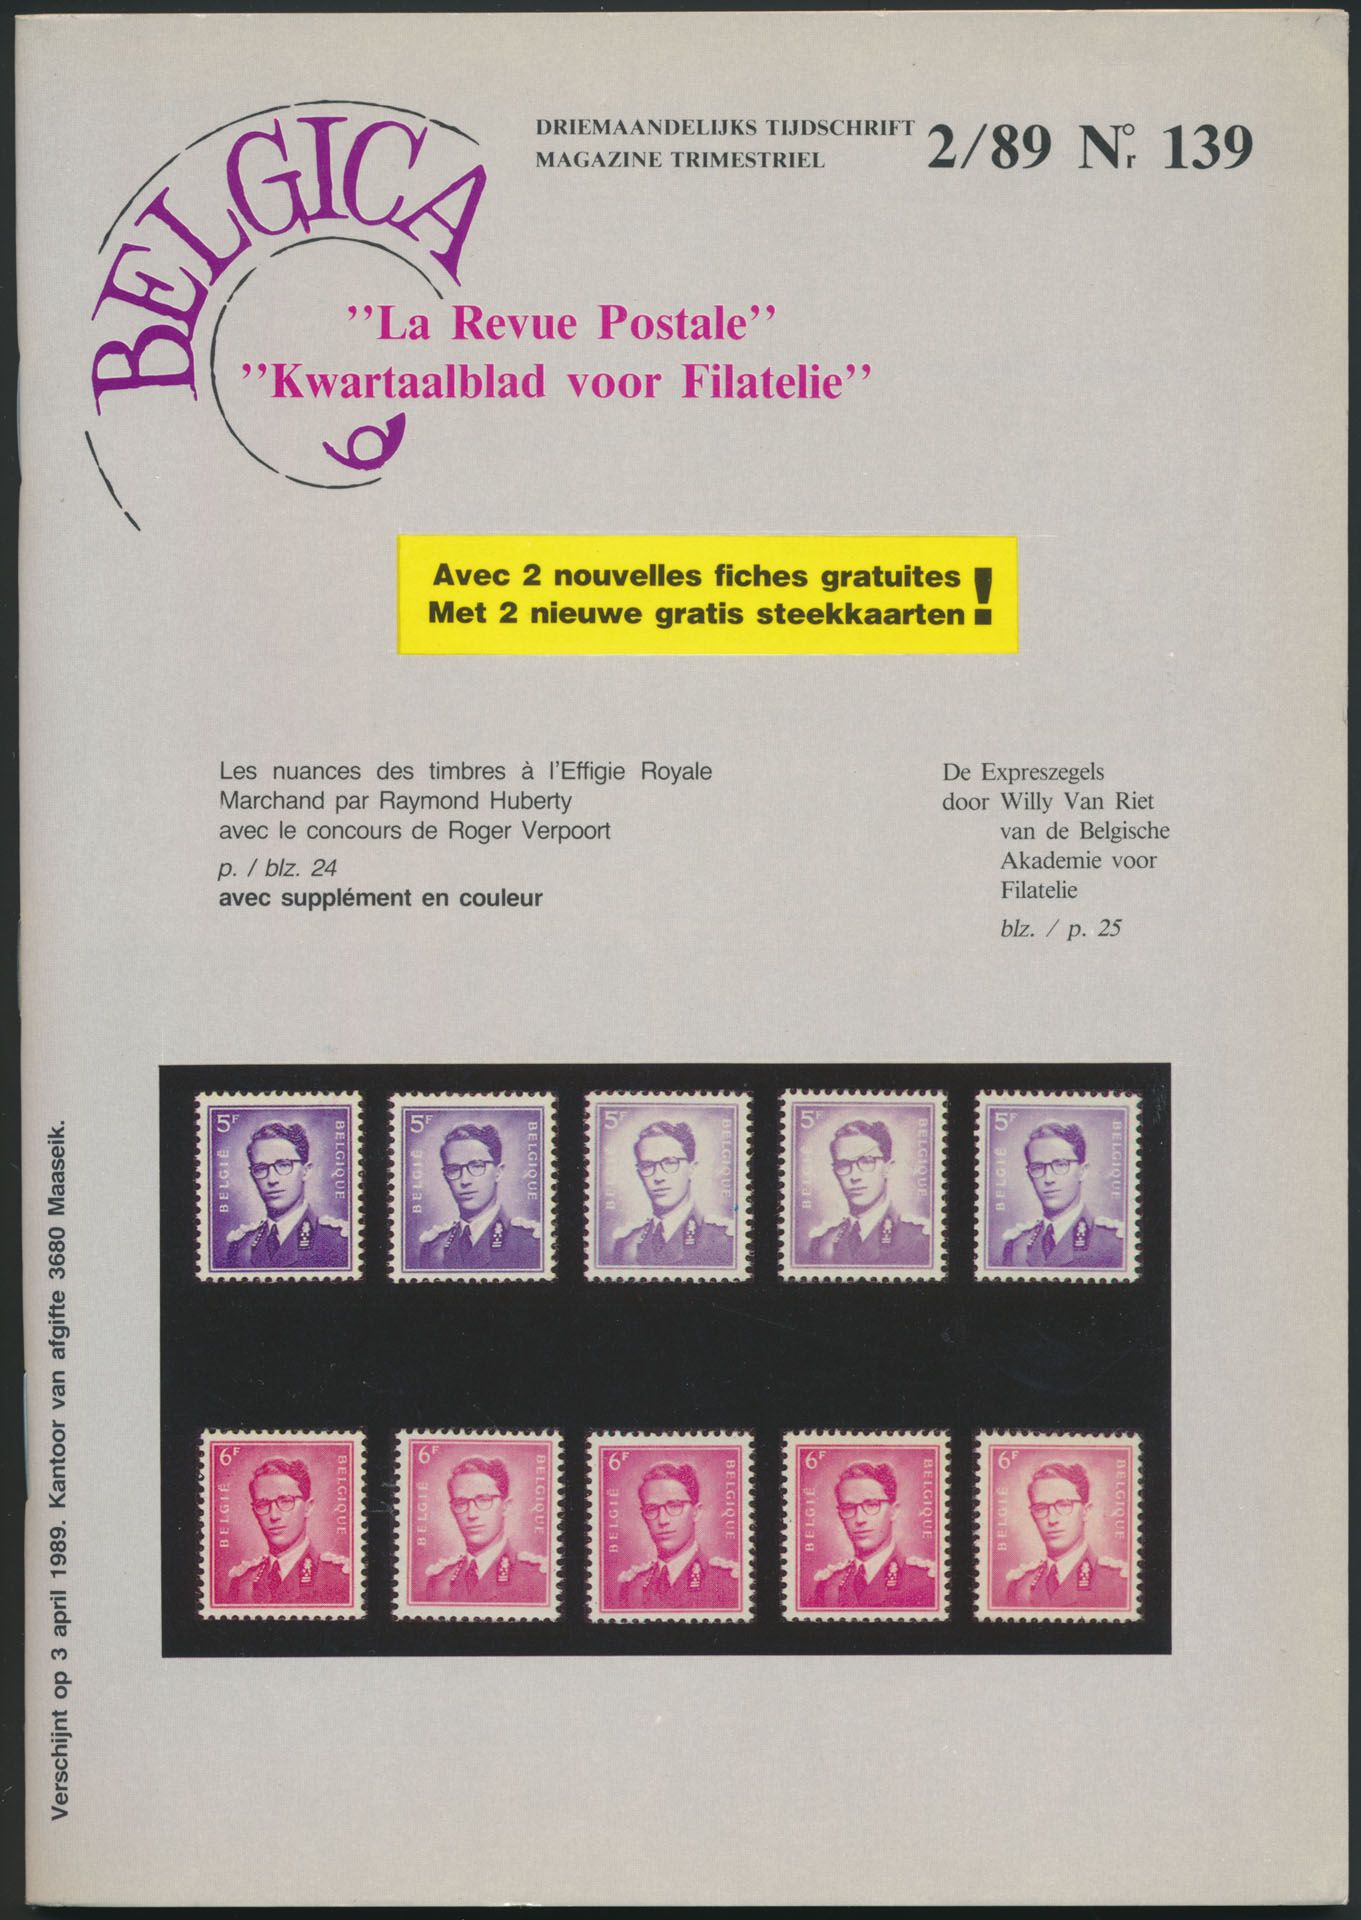 BELGICA
DRIEMAANDELIJKS TIJDSCHRIFT
MAGAZINE TRIMESTRIEL
2/89 N°r 139
’’La Revue Postale’’
’’Kwartaalblad voor Filatelie’’
Avec 2 nouvelles fiches gratuites
Met 2 nieuwe gratis steekkaarten !
Les nuances des timbres à l’Effigie Royale
Marchand par Raymond Huberty
avec le concours de Roger Verpoort
p. / blz. 24
avec supplément en couleur
De Expreszegels
door Willy Van Riet
van de Belgische
Akademie voor
Filatelie
blz. / p. 25
5F BELGIË BELGIQUE
5F BELGIË BELGIQUE
5F BELGIË BELGIQUE
5F BELGIË BELGIQUE
5F BELGIË BELGIQUE
6F BELGIË BELGIQUE
6F BELGIË BELGIQUE
6F BELGIË BELGIQUE
6F BELGIË BELGIQUE
6F BELGIË BELGIQUE
Verschijnt op 3 april 1989. Kantoor van afgifte 3680 Maaseik.